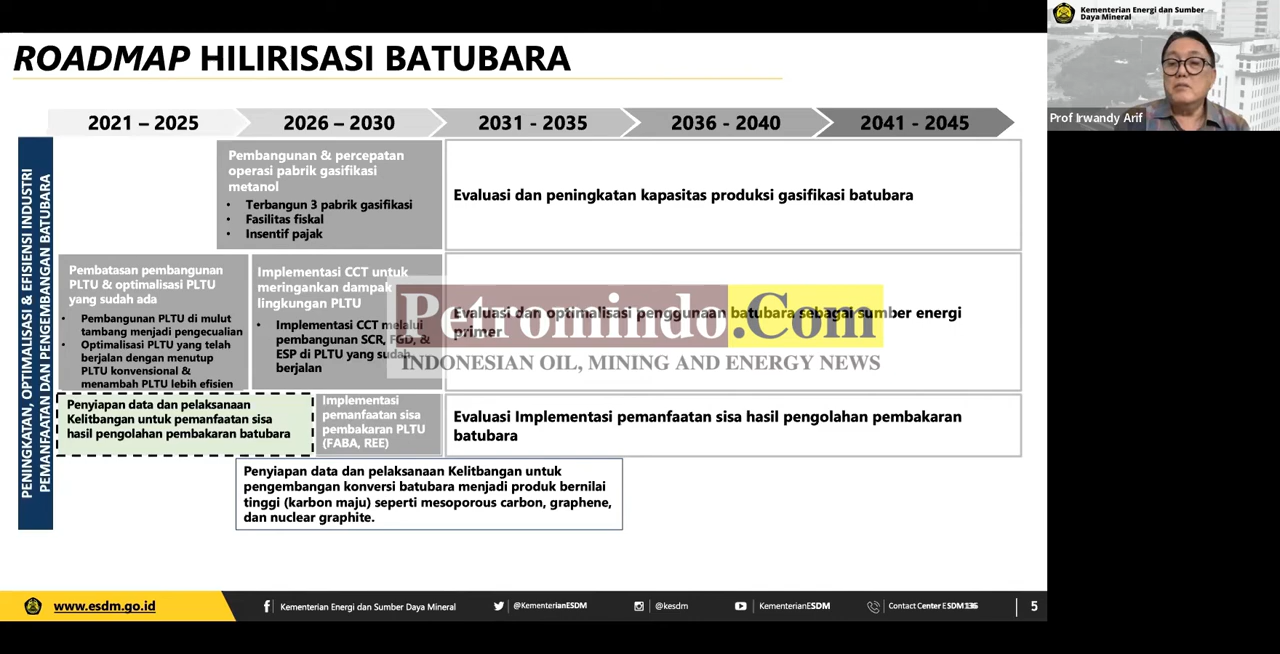 Kementerian Energi dan Sumber
Daya Mineral
Prof Irwandy Arif
ROADMAP HILIRISASI BATUBARA
2021 – 2025
2026 – 2030
2031 - 2035
2036 - 2040
2041 - 2045
PENINGKATAN, OPTIMALISASI & EFISIENSI INDUSTRI
PEMANFAATAN DAN PENGEMBANGAN BATUBARA
Pembangunan & percepatan
operasi pabrik gasifikasi
metanol
• Terbangun 3 pabrik gasifikasi
• Fasilitas fiskal
• Insentif pajak
Evaluasi dan peningkatan kapasitas produksi gasifikasi batubara
Pembatasan pembangunan
PLTU & optimalisasi PLTU
yang sudah ada
• Pembangunan PLTU di mulut
tambang menjadi pengecualian
• Optimalisasi PLTU yang telah
berjalan dengan menutup
PLTU konvensional &
menambah PLTU lebih efisien
Implementasi CCT untuk
meringankan dampak
lingkungan PLTU
• Implementasi CCT melalui
pembangunan SCR, FGD, &
ESP di PLTU yang sudah
berjalan
Evaluasi dan optimalisasi penggunaan batubara sebagai sumber energi
primer
Petromindo.Com
INDONESIAN OIL, MINING AND ENERGY NEWS
Penyiapan data dan pelaksanaan
Kelitbangan untuk pemanfaatan sisa
hasil pengolahan pembakaran batubara
Implementasi
pemanfaatan sisa
pembakaran PLTU
(FABA, REE)
Evaluasi Implementasi pemanfaatan sisa hasil pengolahan pembakaran
batubara
Penyiapan data dan pelaksanaan Kelitbangan untuk
pengembangan konversi batubara menjadi produk bernilai
tinggi (karbon maju) seperti mesoporous carbon, graphene,
dan nuclear graphite.
www.esdm.go.id
Kementerian Energi dan Sumber Daya Mineral
@KementerianESDM
@kesdm
KementerianESDM
Contact Center ESDM 136
5